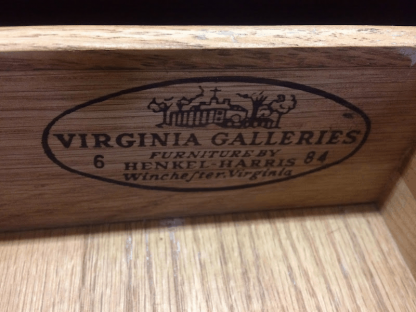 VIRGINIA GALLERIES
6 FURNITURE BY 84
HENKEL-HARRIS
Winchester, Virginia